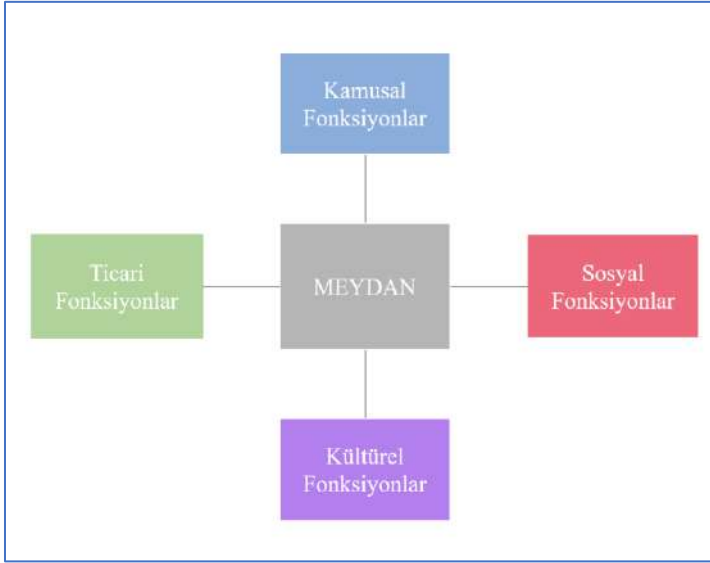 Kamusal
Fonksiyonlar
Ticari
Fonksiyonlar
MEYDAN
Sosyal
Fonksiyonlar
Kültürel
Fonksiyonlar